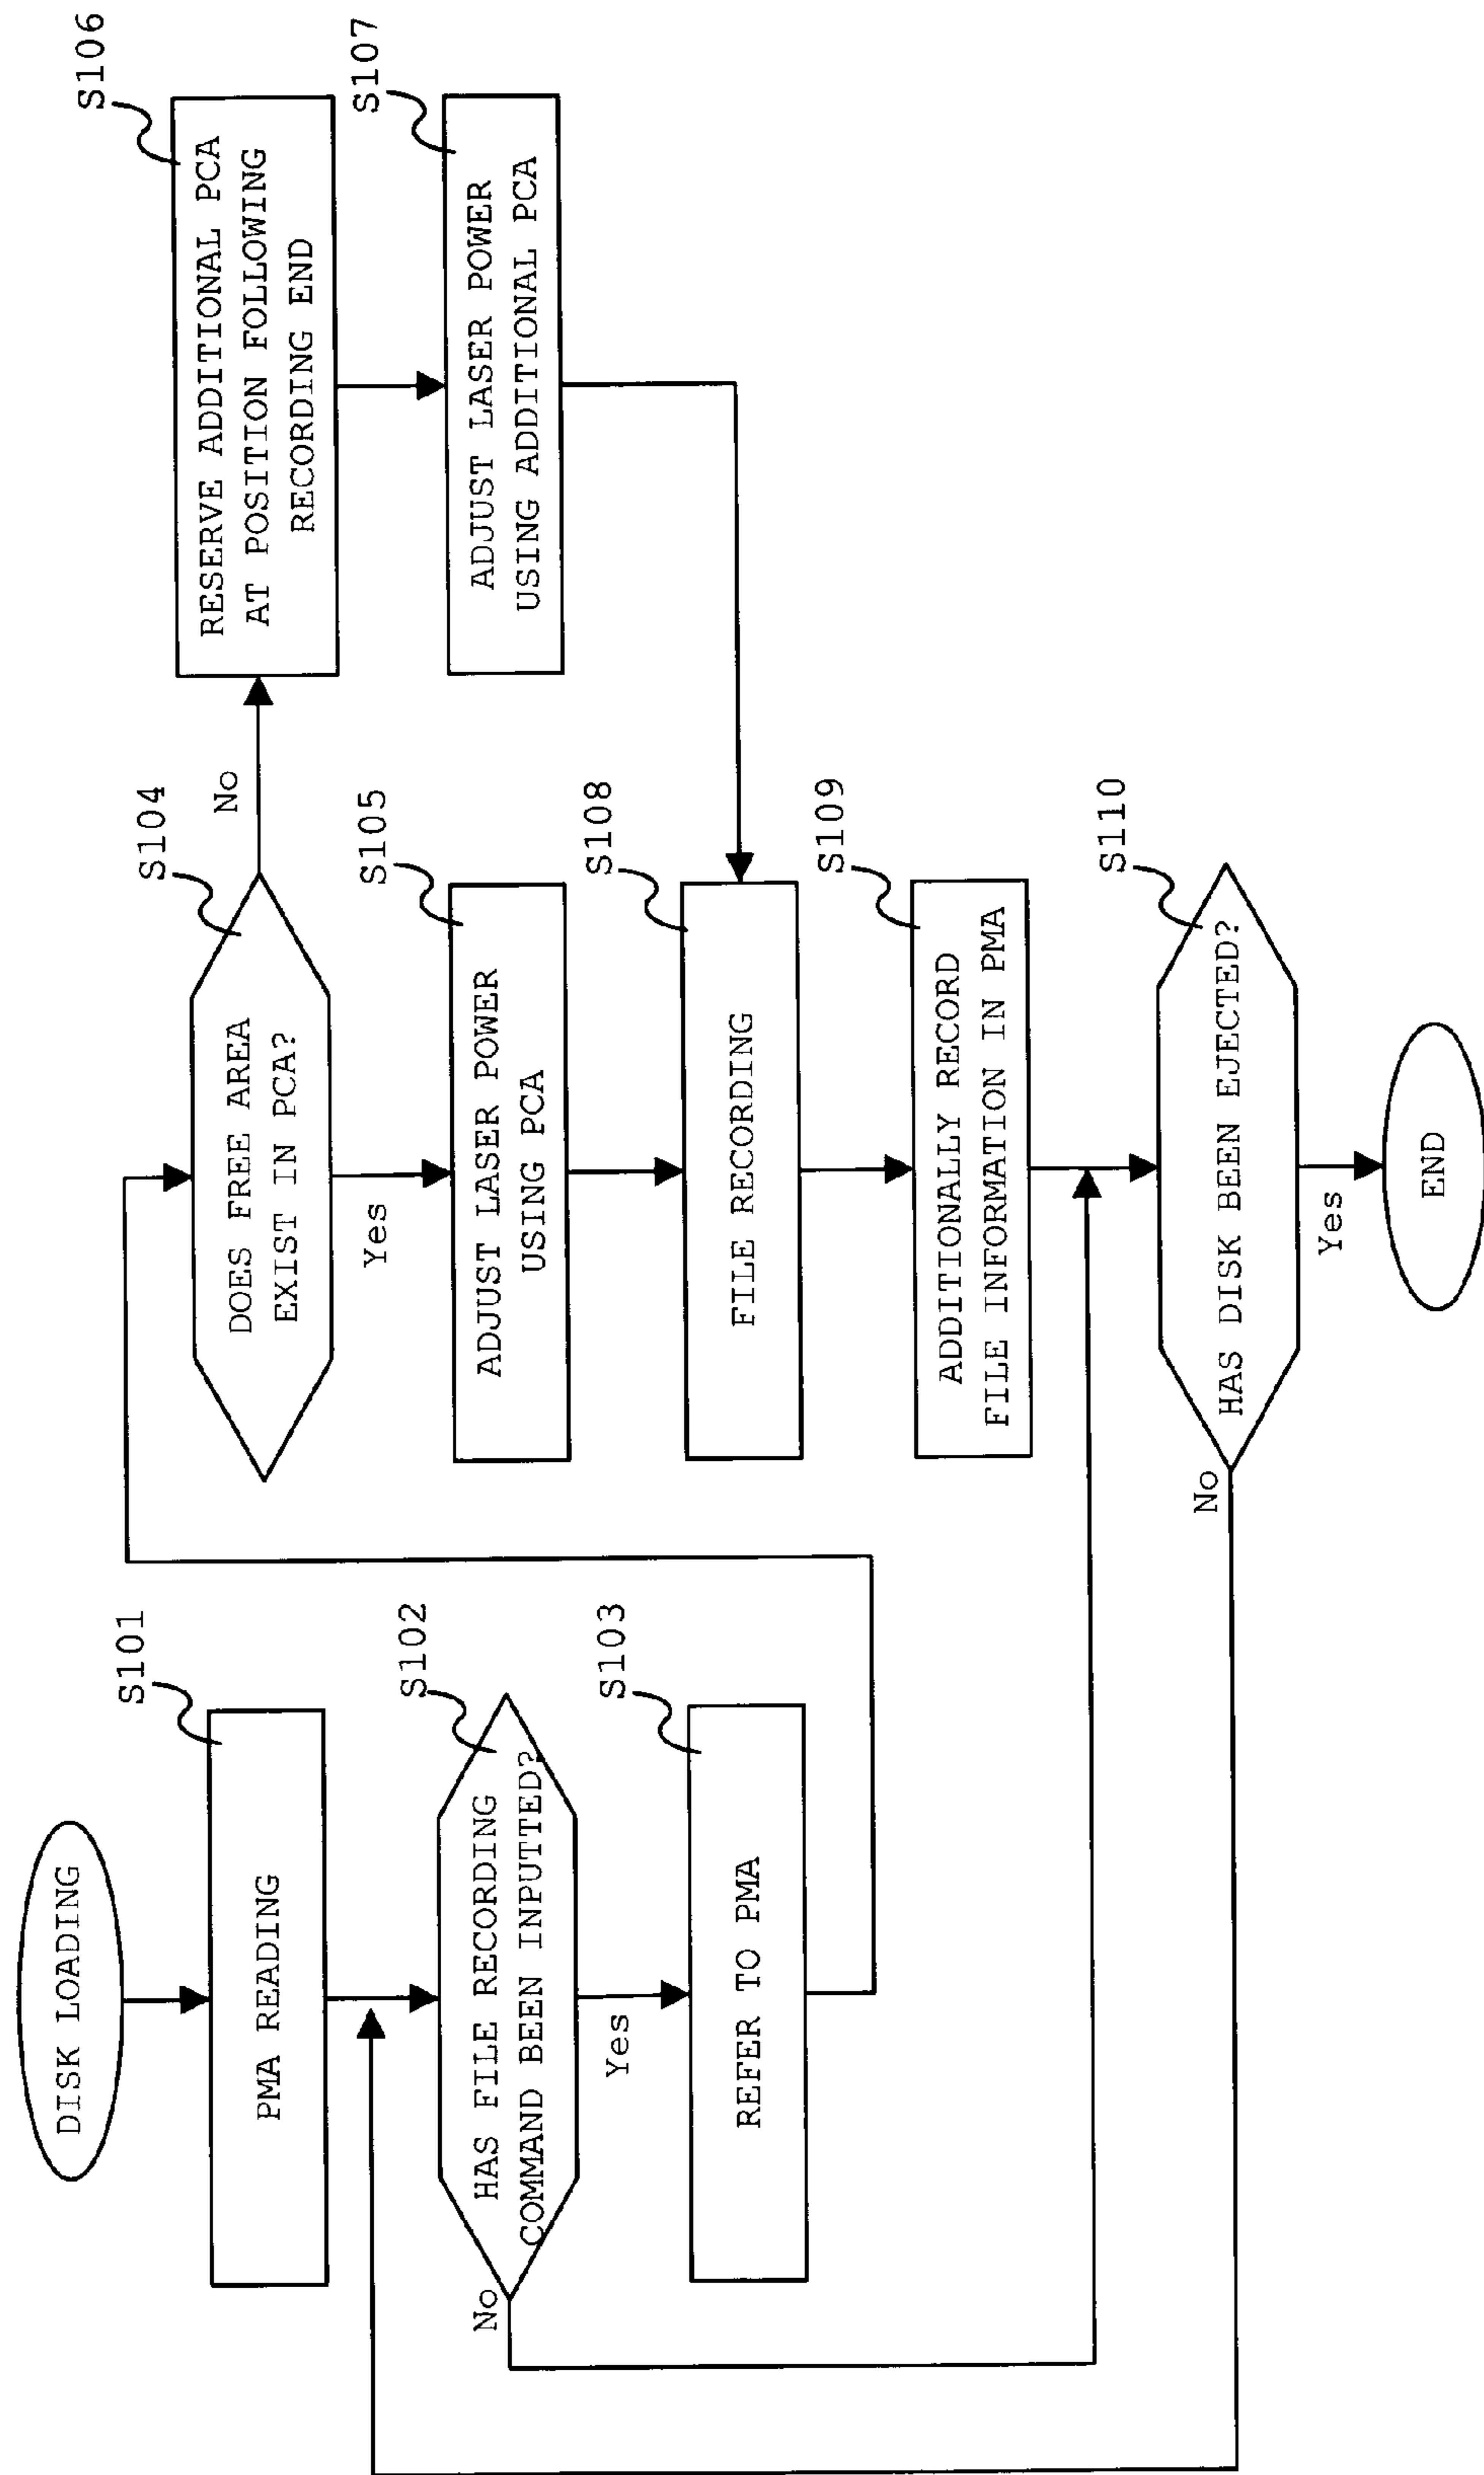 DISK LOADING
S101
PMA READING
S102
HAS FILE RECORDING
COMMAND BEEN INPUTTED?
No
Yes
S103
REFER TO PMA
S104
DOES FREE AREA
EXIST IN PCA?
No
Yes
S105
ADJUST LASER POWER
USING PCA
S106
RESERVE ADDITIONAL PCA
AT POSITION FOLLOWING
RECORDING END
S107
ADJUST LASER POWER
USING ADDITIONAL PCA
S108
FILE RECORDING
S109
ADDITIONALLY RECORD
FILE INFORMATION IN PMA
S110
HAS DISK BEEN EJECTED?
No
Yes
END